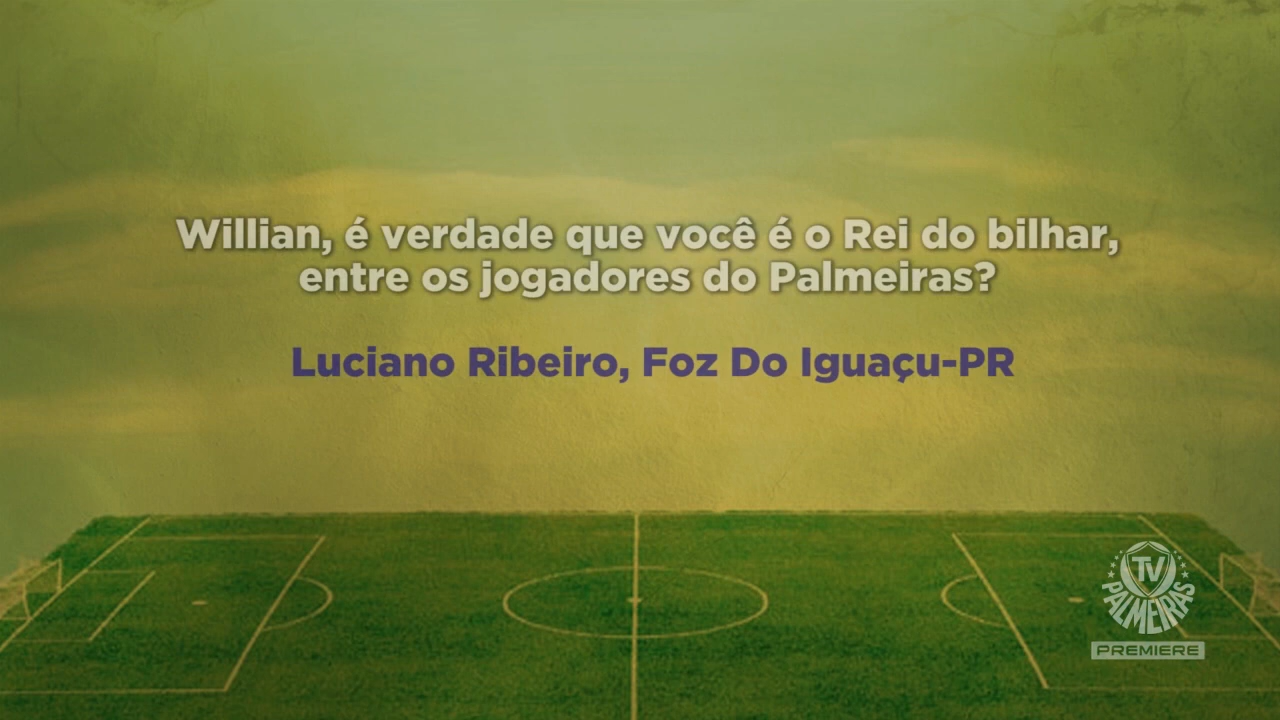 Willian, é verdade que você é o Rei do bilhar,
entre os jogadores do Palmeiras?
Luciano Ribeiro, Foz Do Iguaçu-PR
TV
PALMEIRAS
PREMIERE